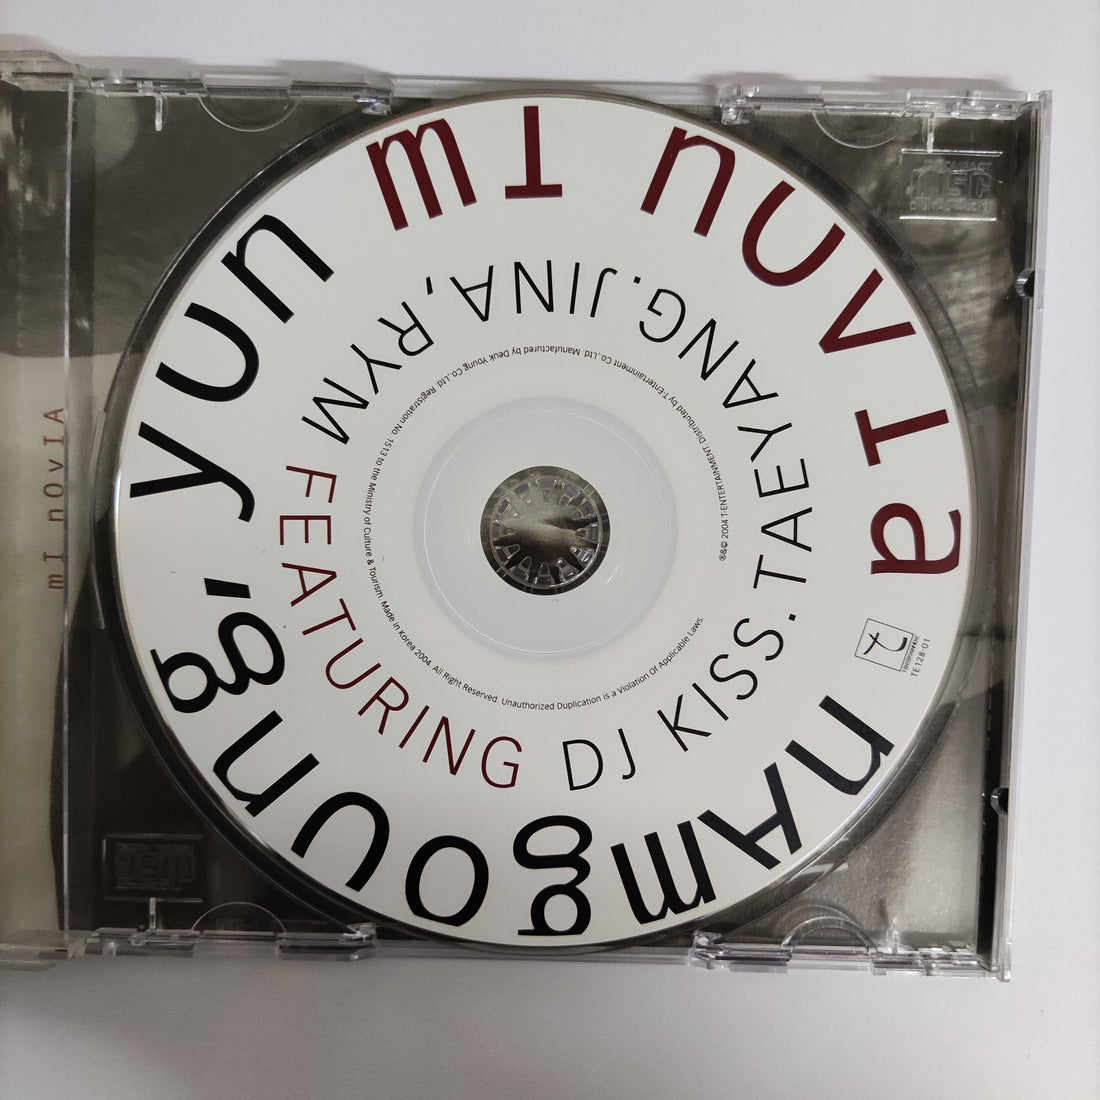 mI nOvIA
nAmgOUng, yUn
mI nOvIa
FEATURING DJ KISS.TAEYANG.JINA, RYM
®&© 2004 T-ENTERTAINMENT. Distributed by T-Entertainment Co., Ltd. Manufactured by Deuk Young Co.,Ltd. Registration No. 1513 to the Ministry of Culture & Tourism. Made in Korea 2004. All Right Reserved. Unauthorized Duplication is a Violation Of Applicable Laws.
t
TE128-01